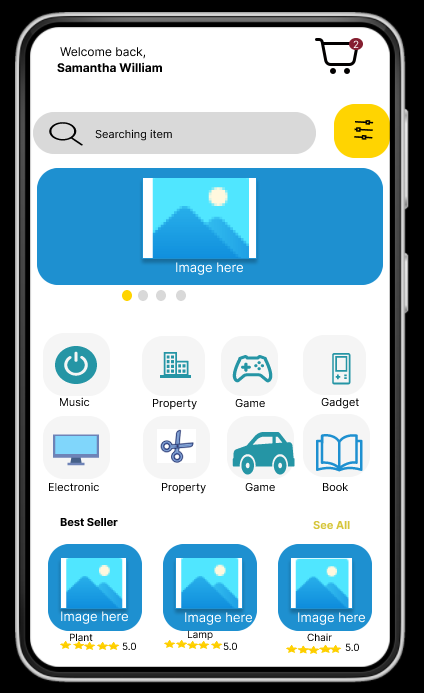 Welcome back,
Samantha William
2
Searching item
Image here
Music
Property
Game
Gadget
Electronic
Property
Game
Book
Best Seller
See All
Image here
Image here
Image here
Plant
Lamp
Chair
5.0
5.0
5.0